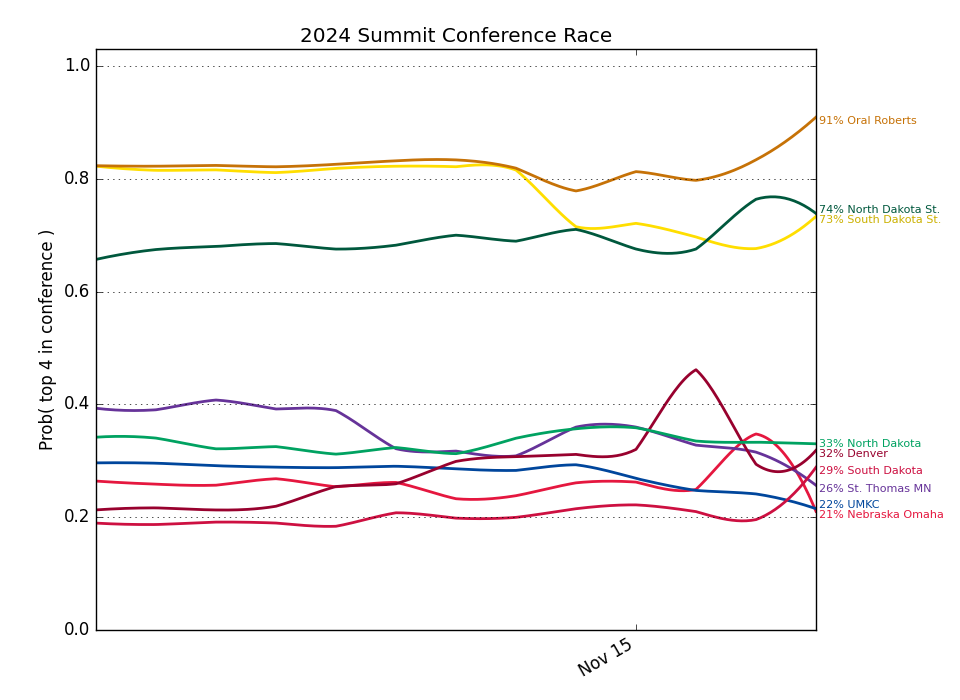 2024 Summit Conference Race
Prob( top 4 in conference )
1.0
0.8
0.6
0.4
0.2
0.0
Nov 15
91% Oral Roberts
74% North Dakota St.
73% South Dakota St.
33% North Dakota
32% Denver
29% South Dakota
26% St. Thomas MN
22% UMKC
21% Nebraska Omaha